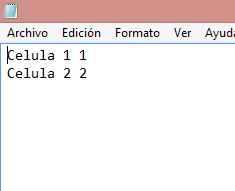 Archivo Edición Formato Ver Ayuda
Celula 1 1
Celula 2 2